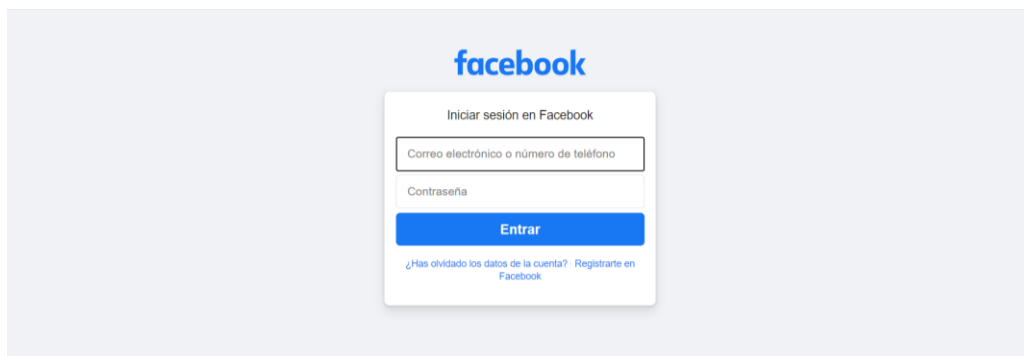 facebook
Iniciar sesión en Facebook
Correo electrónico o número de teléfono
Contraseña
Entrar
¿Has olvidado los datos de la cuenta? · Registrarte en
Facebook